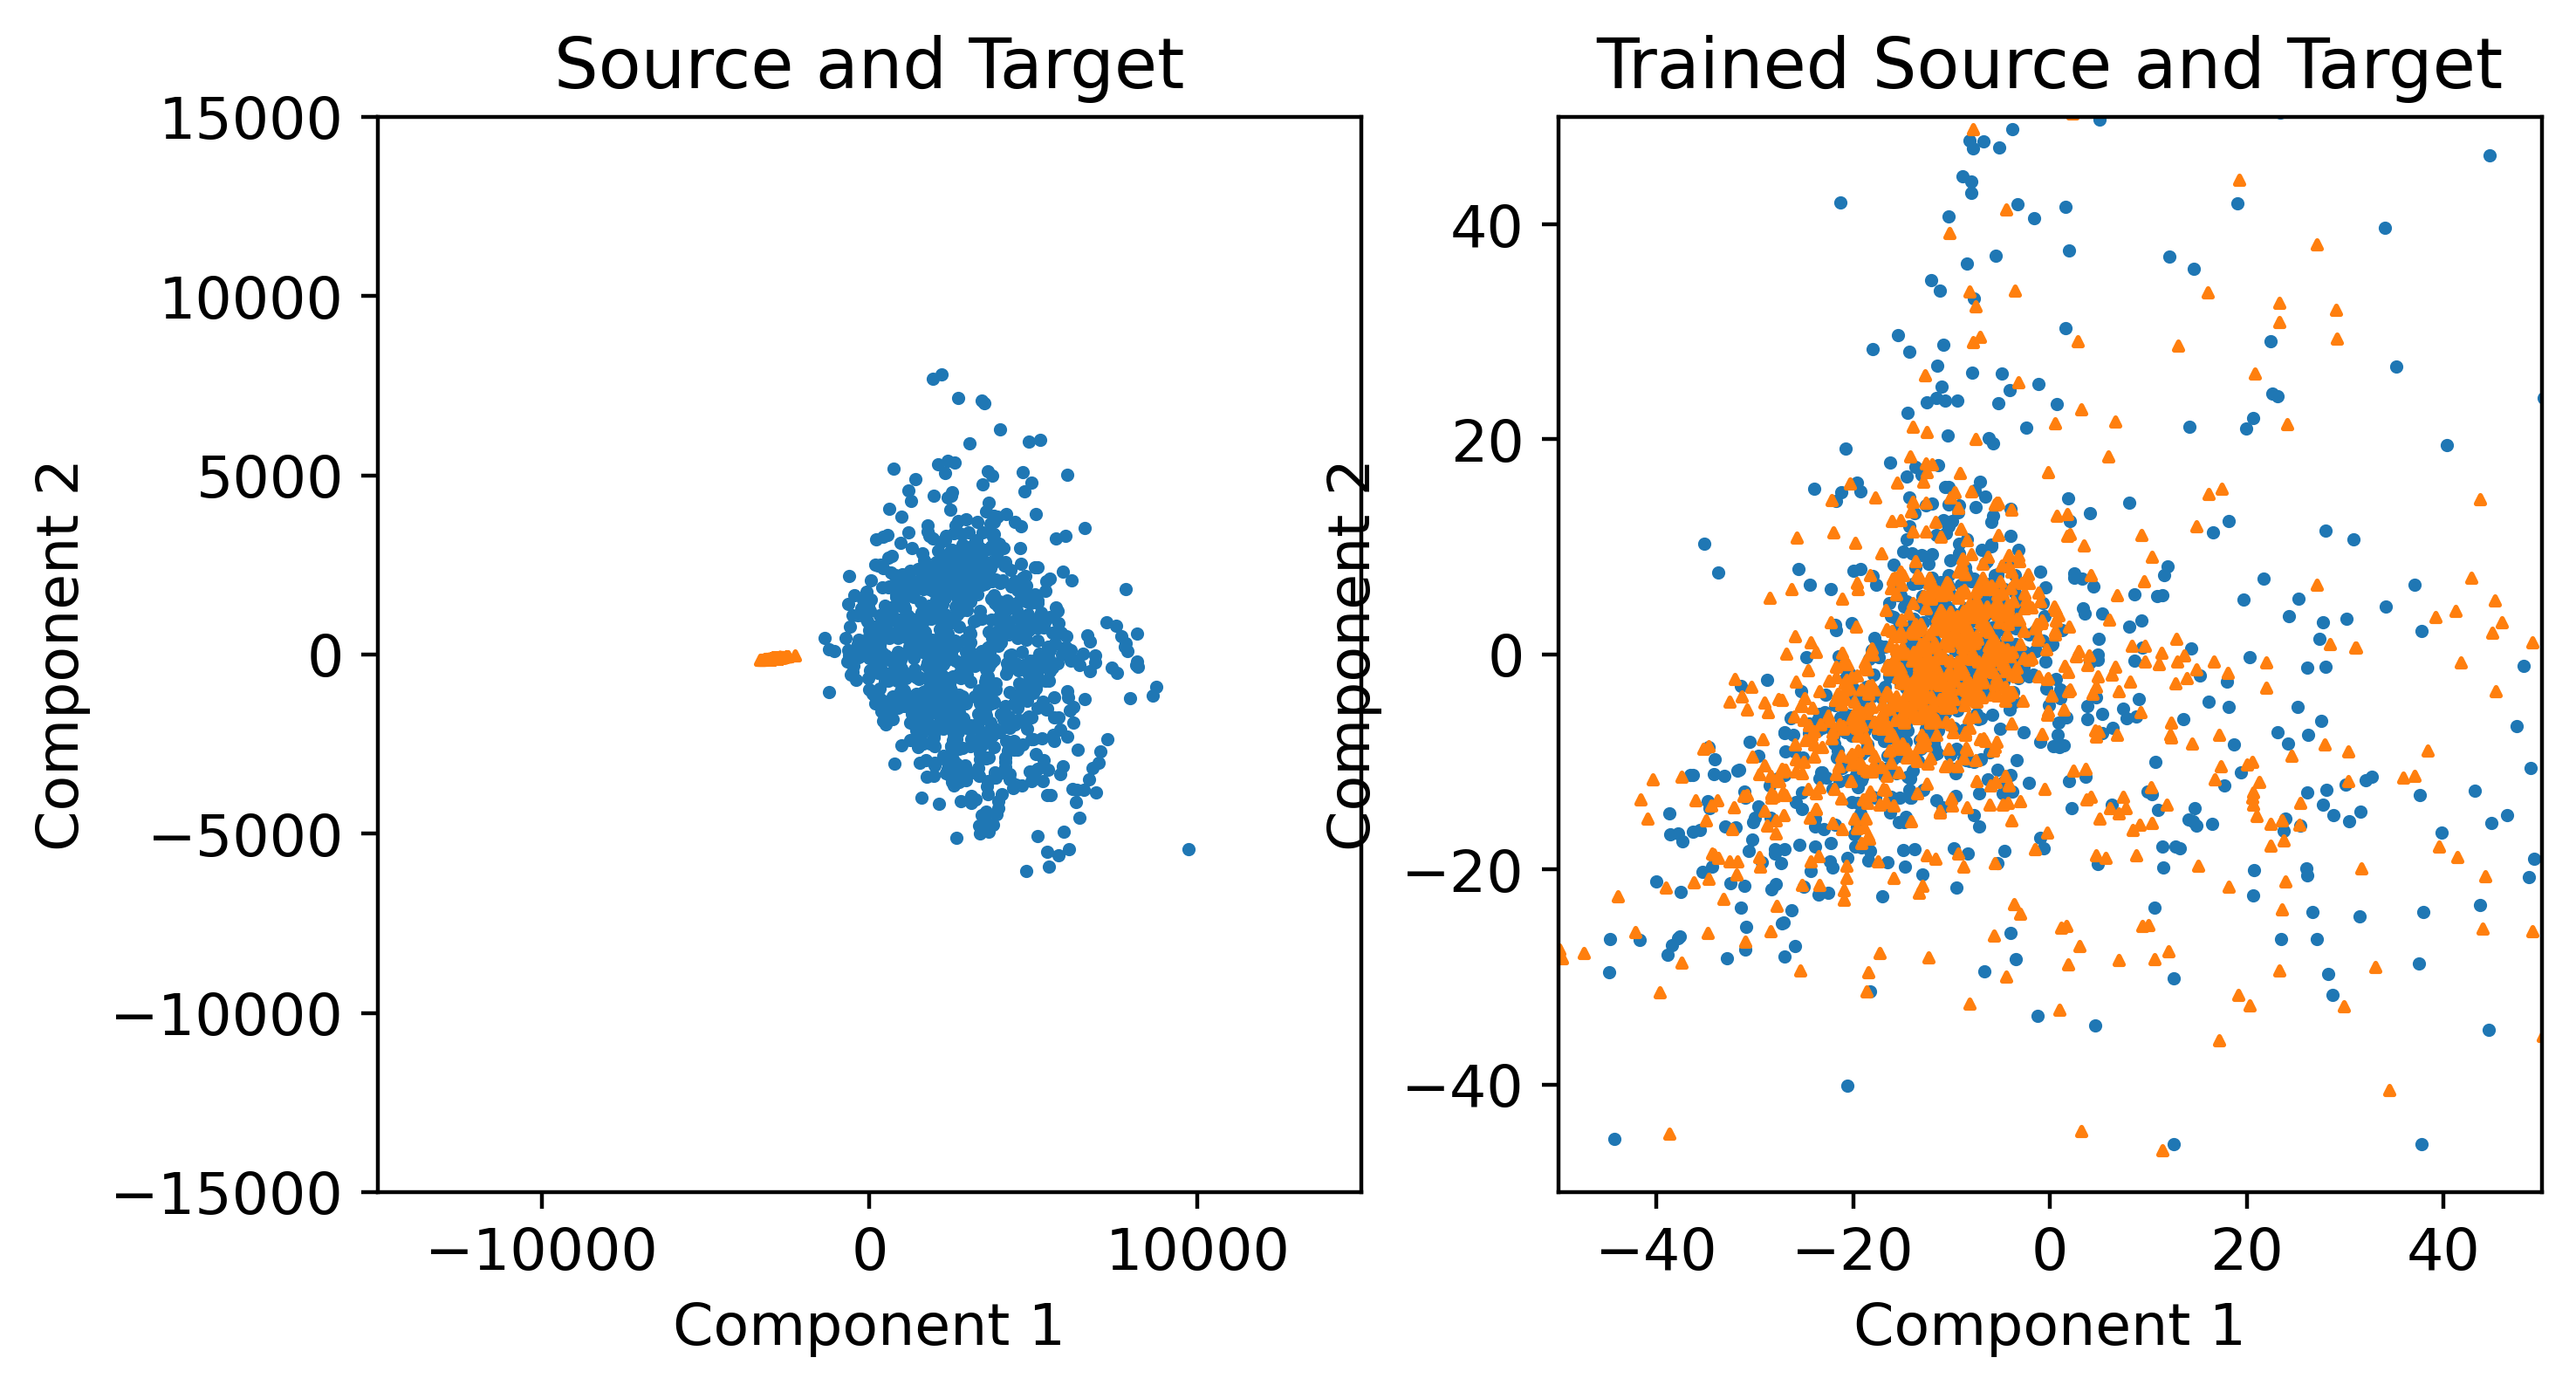 Source and Target
15000
10000
5000
0
−5000
−10000
−15000
Component 2
−10000 0 10000
Component 1
Trained Source and Target
40
20
0
−20
−40
Component 2
−40 −20 0 20 40
Component 1